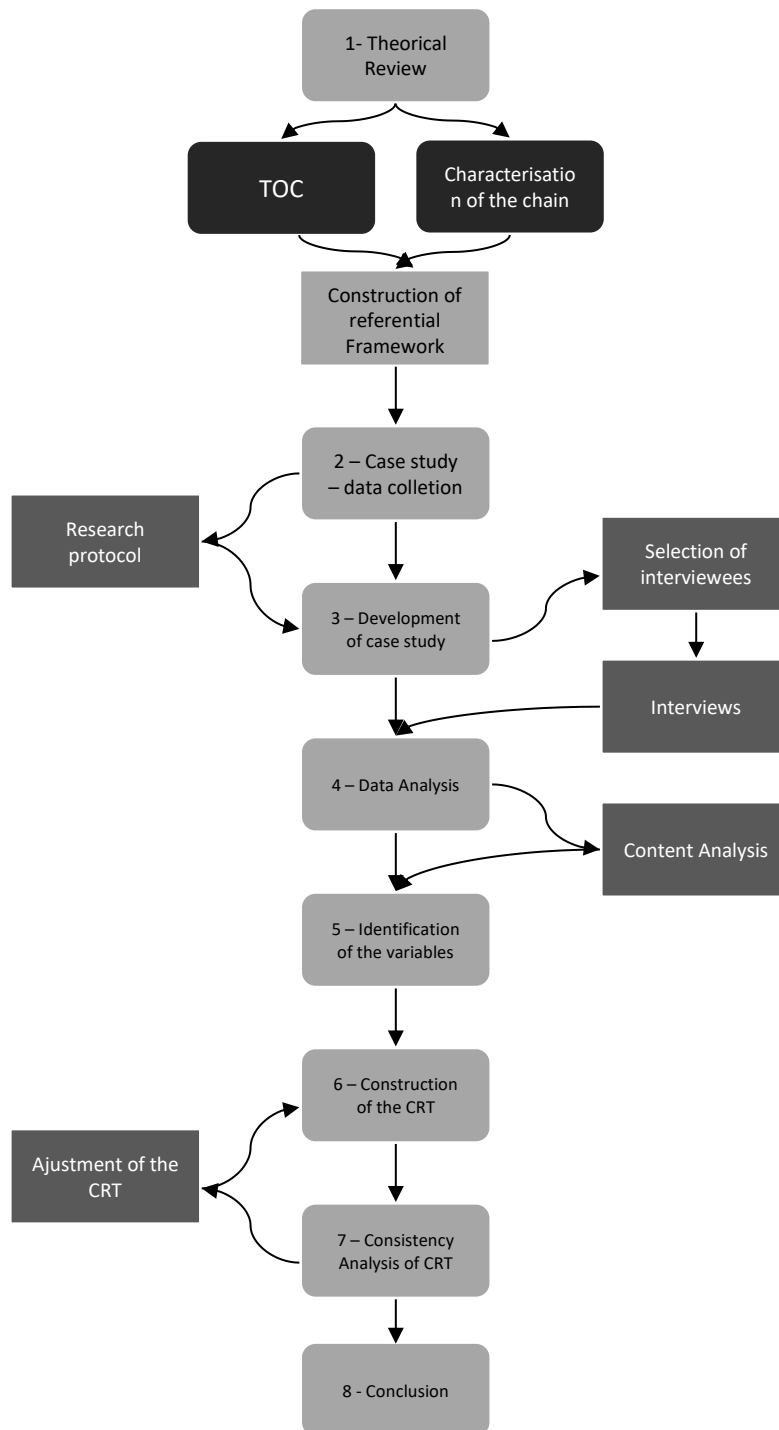 1- Theorical
Review
TOC
Characterisatio
n of the chain
Construction of
referential
Framework
2 – Case study
– data colletion
Research
protocol
Selection of
interviewees
3 – Development
of case study
Interviews
4 – Data Analysis
Content Analysis
5 – Identification
of the variables
6 – Construction
of the CRT
Ajustment of the
CRT
7 – Consistency
Analysis of CRT
8 - Conclusion